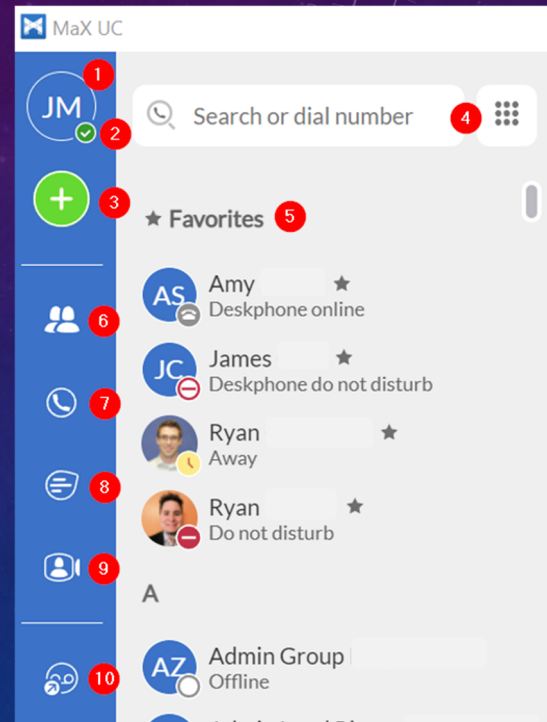 MaX UC
1
JM
2
Search or dial number
4
3
Favorites 5
AS
Amy
Deskphone online
6
JC
James
Deskphone do not disturb
7
Ryan
Away
8
Ryan
Do not disturb
9
A
AZ
Admin Group
Offline
10